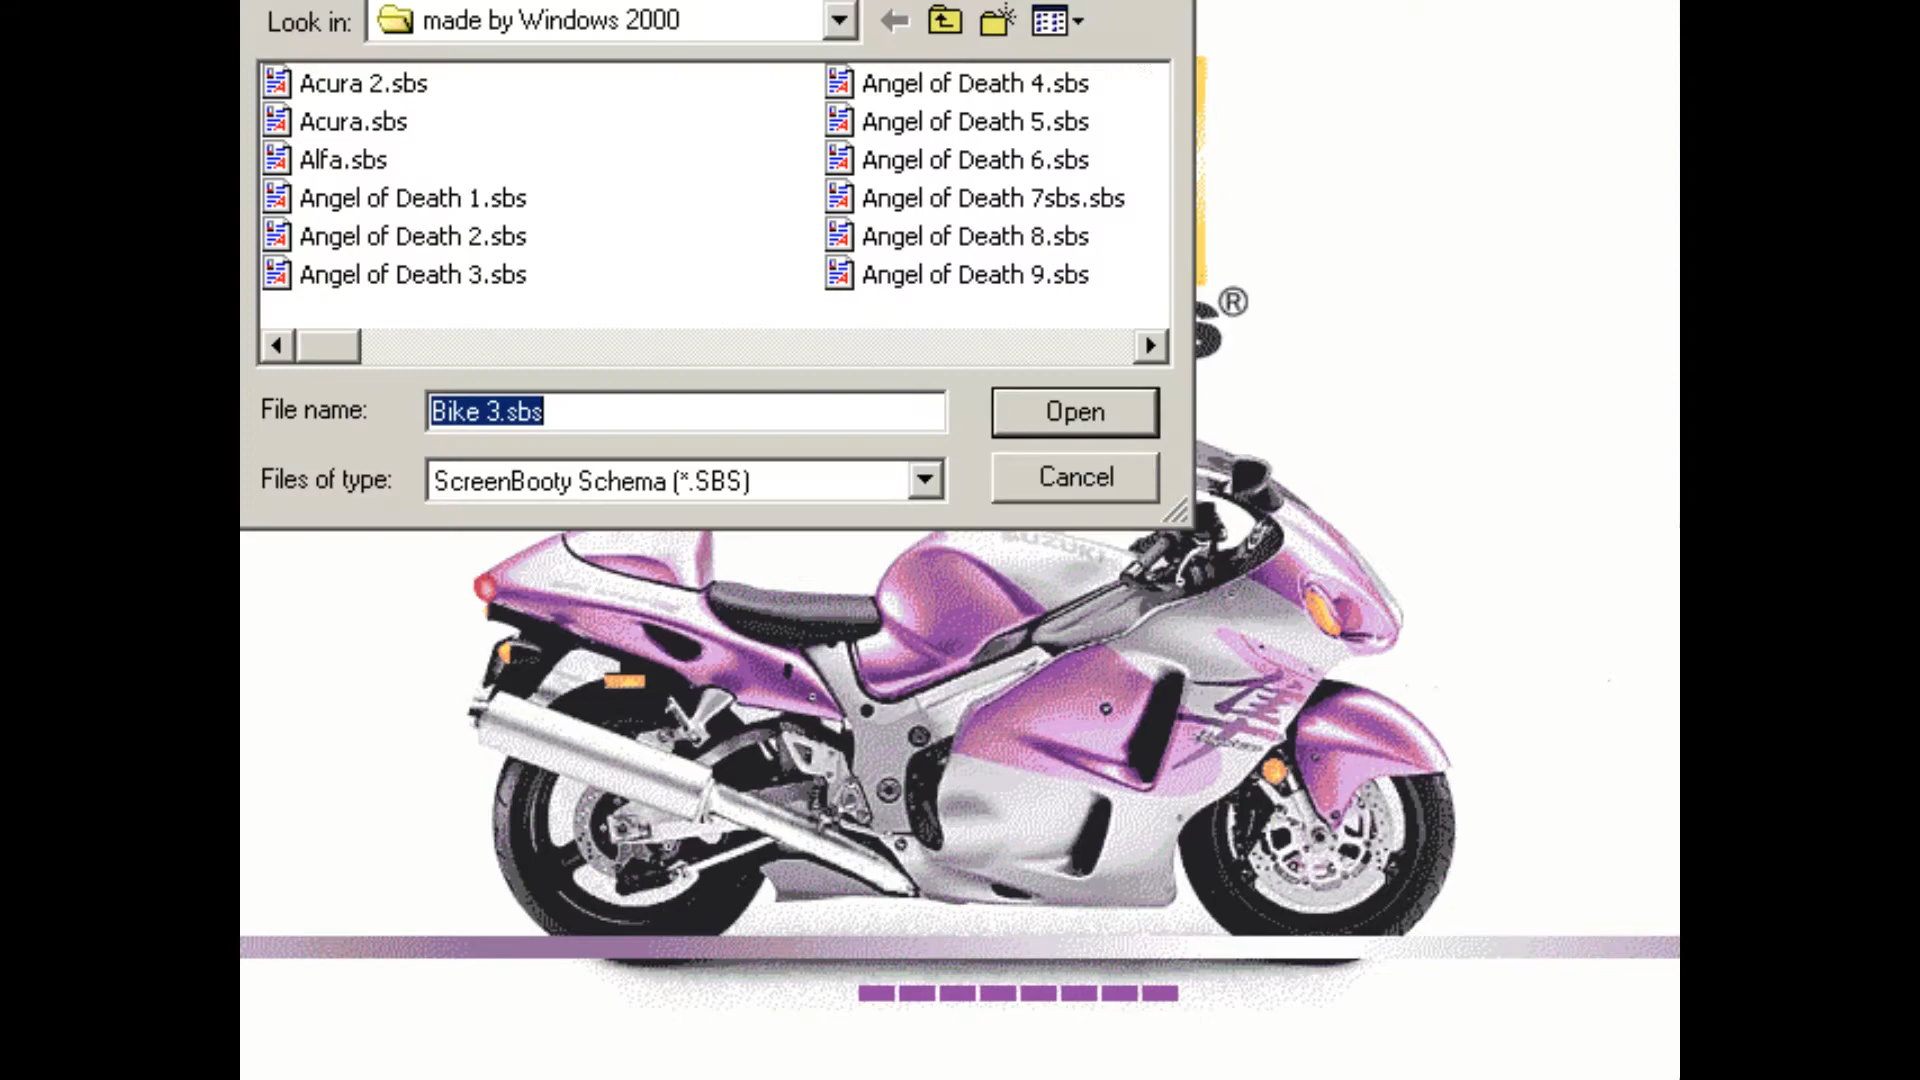 Look in: made by Windows 2000
Acura 2.sbs
Acura.sbs
Alfa.sbs
Angel of Death 1.sbs
Angel of Death 2.sbs
Angel of Death 3.sbs
Angel of Death 4.sbs
Angel of Death 5.sbs
Angel of Death 6.sbs
Angel of Death 7sbs.sbs
Angel of Death 8.sbs
Angel of Death 9.sbs
File name: Bike 3.sbs
Open
Files of type: ScreenBooty Schema (*.SBS)
Cancel
s®
SUZUKI